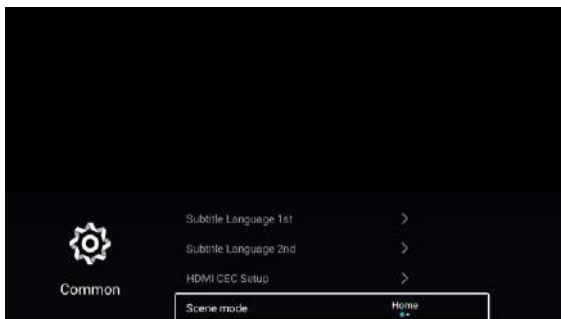 Subtitle Language 1st
Subtitle Language 2nd
HDMI CEC Setup
Common
Scene mode Home